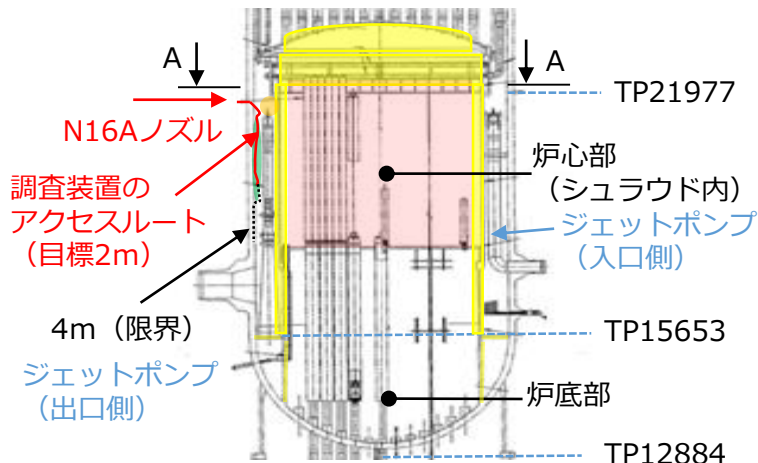 A
A
TP21977
N16Aノズル
炉心部
（シュラウド内）
調査装置の
アクセスルート
（目標2m）
ジェットポンプ
（入口側）
4m（限界）
TP15653
ジェットポンプ
（出口側）
炉底部
TP12884